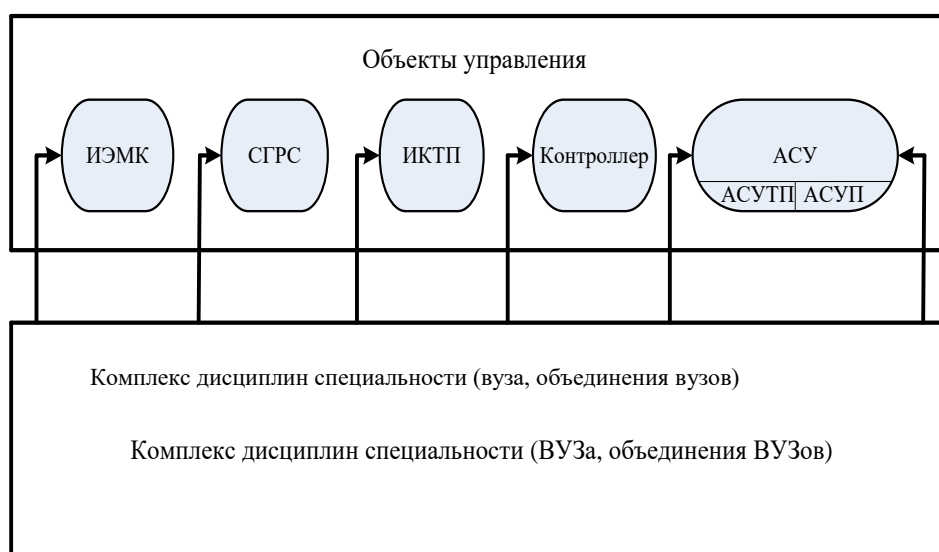 Объекты управления
ИЭМК СГРС ИКТП Контроллер АСУ
АСУТП АСУП
Комплекс дисциплин специальности (вуза, объединения вузов)
Комплекс дисциплин специальности (ВУЗа, объединения ВУЗов)